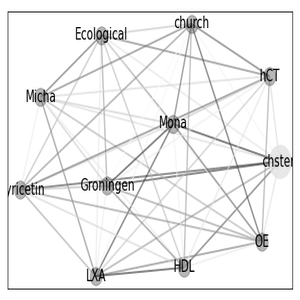 church
Ecological
hCT
Micha
Mona
chster
Groningen
yricetin
OE
HDL
LXA